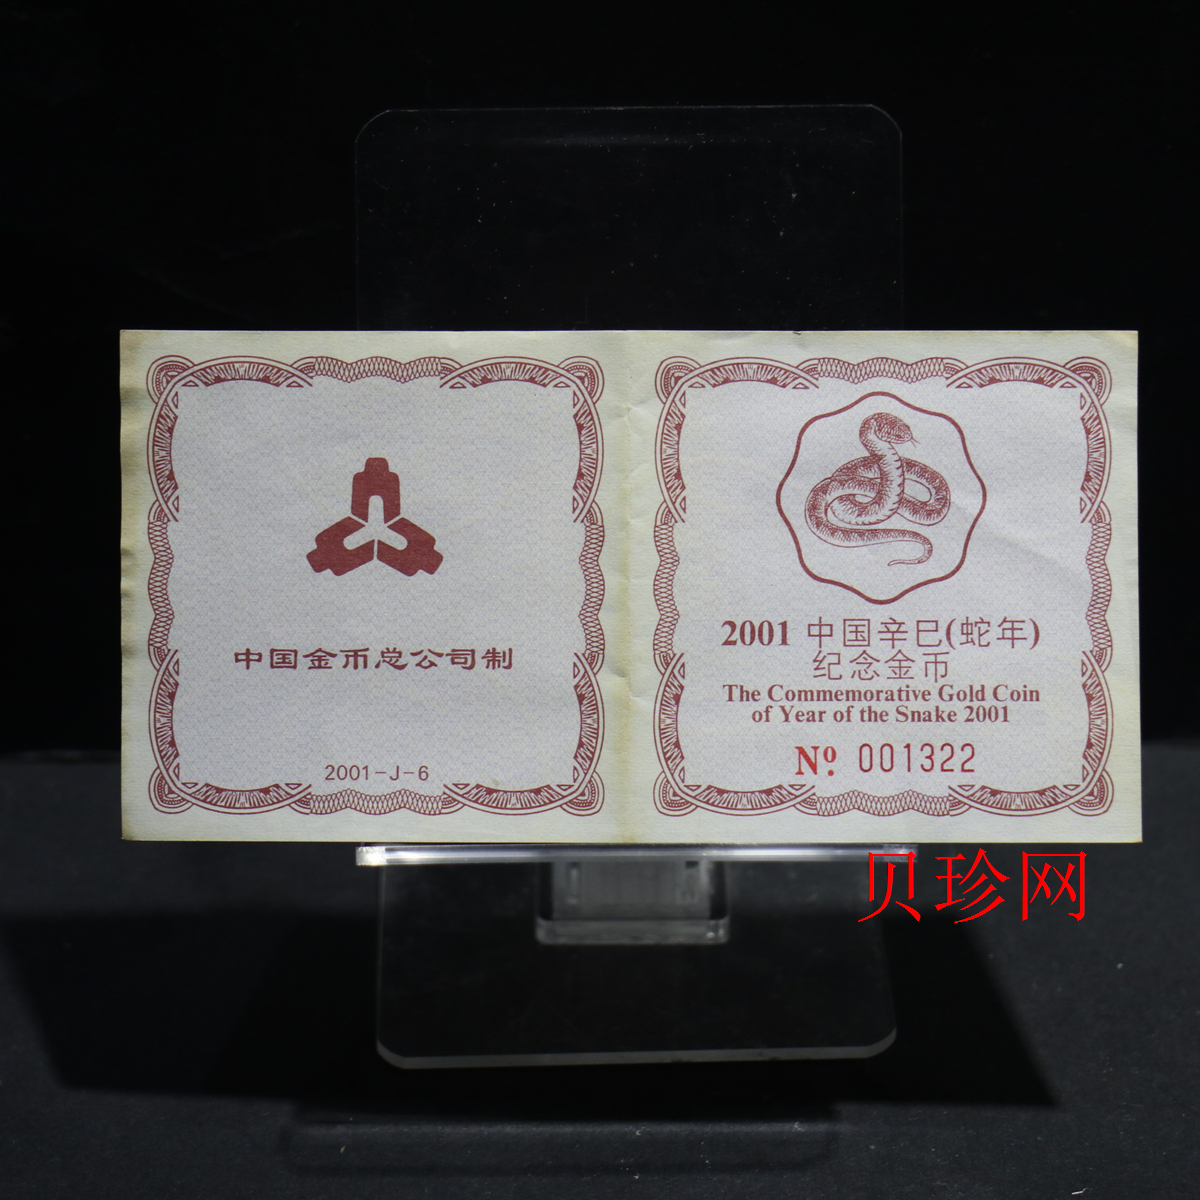 中国金币总公司制
2001-J-6
2001 中国辛巳(蛇年)
纪念金币
The Commemorative Gold Coin
of Year of the Snake 2001
Nº 001322
贝珍网